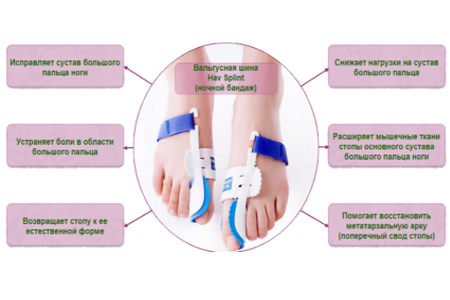 Исправляет сустав большого
пальца ноги
Вальгусная шина
Hav Splint
(ночной бандаж)
Снижает нагрузки на сустав
большого пальца
Устраняет боли в области
большого пальца
Расширяет мышечные ткани
стопы основного сустава
большого пальца ноги
Возвращает стопу к ее
естественной форме
Помогает восстановить
метатарзальную арку
(поперечный свод стопы)